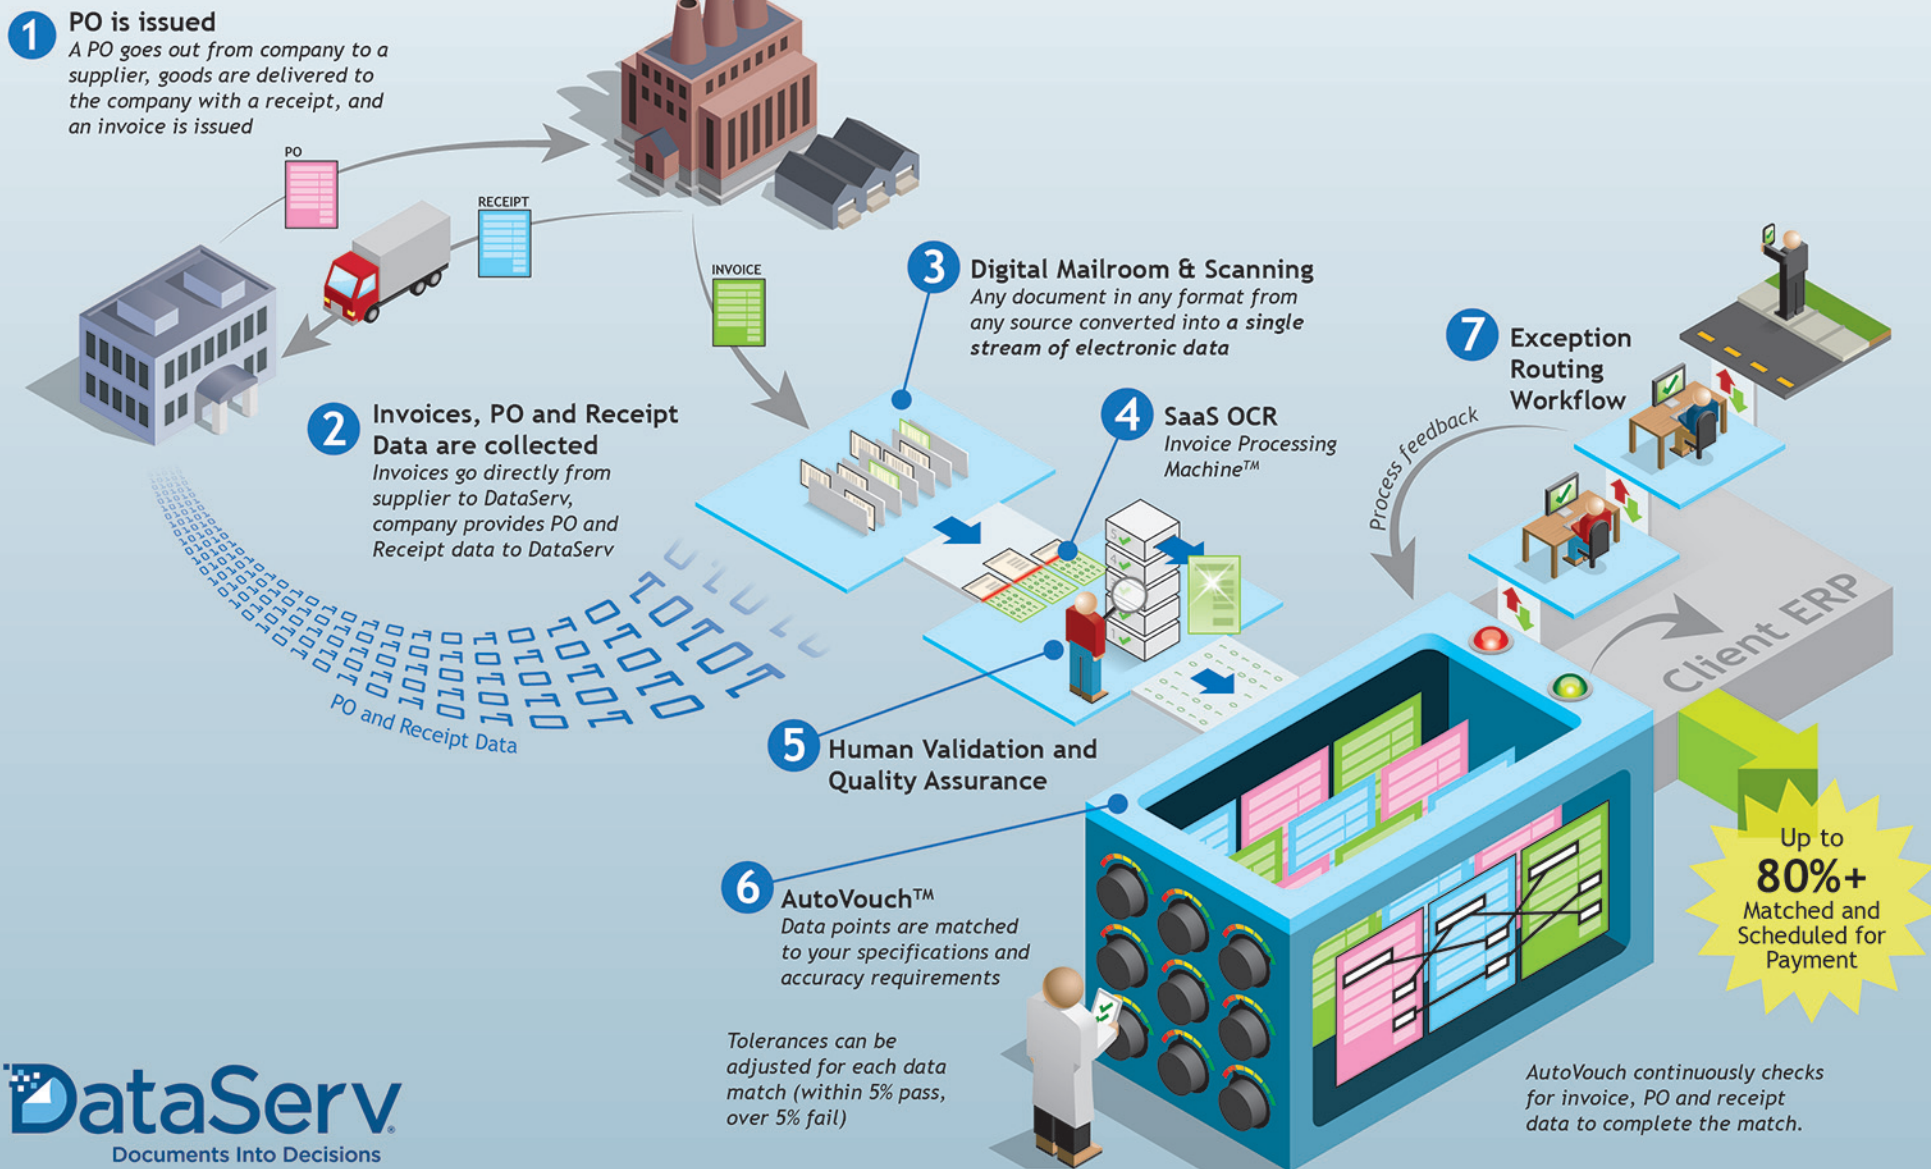 1
PO is issued
A PO goes out from company to a
supplier, goods are delivered to
the company with a receipt, and
an invoice is issued
PO
RECEIPT
INVOICE
2
Invoices, PO and Receipt
Data are collected
Invoices go directly from
supplier to DataServ,
company provides PO and
Receipt data to DataServ
PO and Receipt Data
3
Digital Mailroom & Scanning
Any document in any format from
any source converted into a single
stream of electronic data
4
SaaS OCR
Invoice Processing
Machine™
5
Human Validation and
Quality Assurance
6
AutoVouch™
Data points are matched
to your specifications and
accuracy requirements
Tolerances can be
adjusted for each data
match (within 5% pass,
over 5% fail)
7
Exception
Routing
Workflow
Process feedback
Client ERP
Up to
80%+
Matched and
Scheduled for
Payment
AutoVouch continuously checks
for invoice, PO and receipt
data to complete the match.
DataServ®
Documents Into Decisions